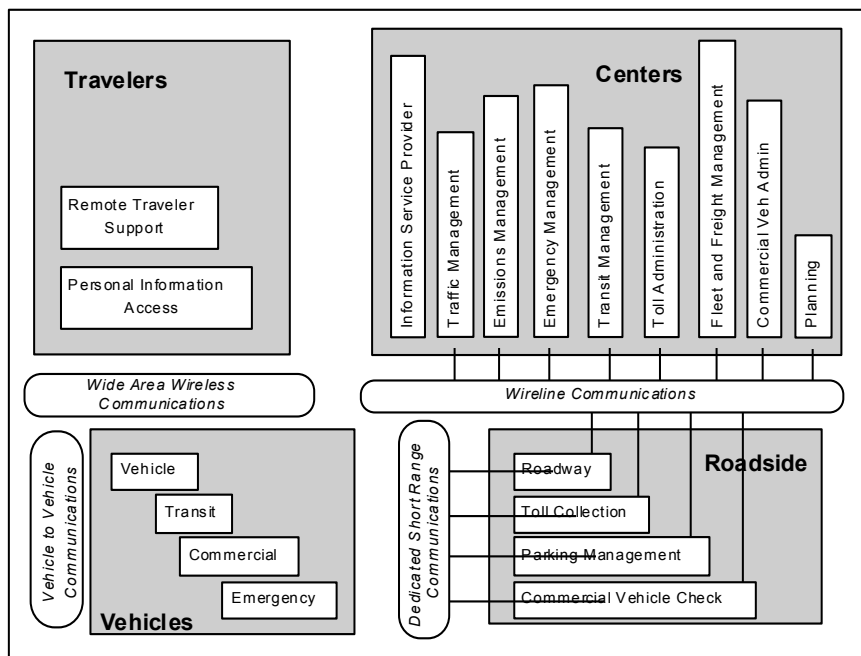 Travelers
Remote Traveler
Support
Personal Information
Access
Centers
Information Service Provider
Traffic Management
Emissions Management
Emergency Management
Transit Management
Toll Administration
Fleet and Freight Management
Commercial Veh Admin
Planning
Wide Area Wireless
Communications
Wireline Communications
Vehicle to Vehicle
Communications
Vehicle
Transit
Commercial
Emergency
Vehicles
Dedicated Short Range
Communications
Roadside
Roadway
Toll Collection
Parking Management
Commercial Vehicle Check